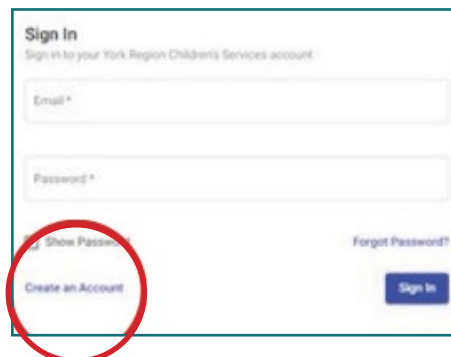 Sign In
Sign in to your York Region Children's Services account
Email *
Password *
Show Password Forgot Password?
Create an Account Sign In